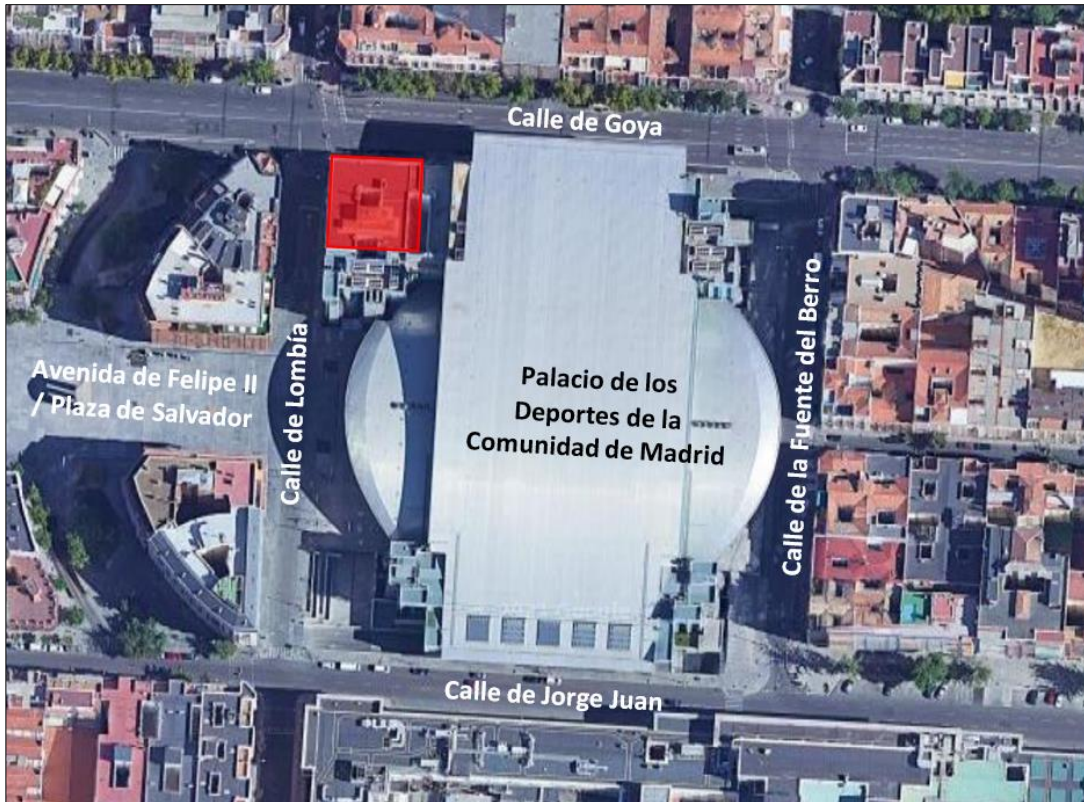 Calle de Goya
Avenida de Felipe II
/ Plaza de Salvador
Calle de Lombía
Palacio de los
Deportes de la
Comunidad de Madrid
Calle de la Fuente del Berro
Calle de Jorge Juan